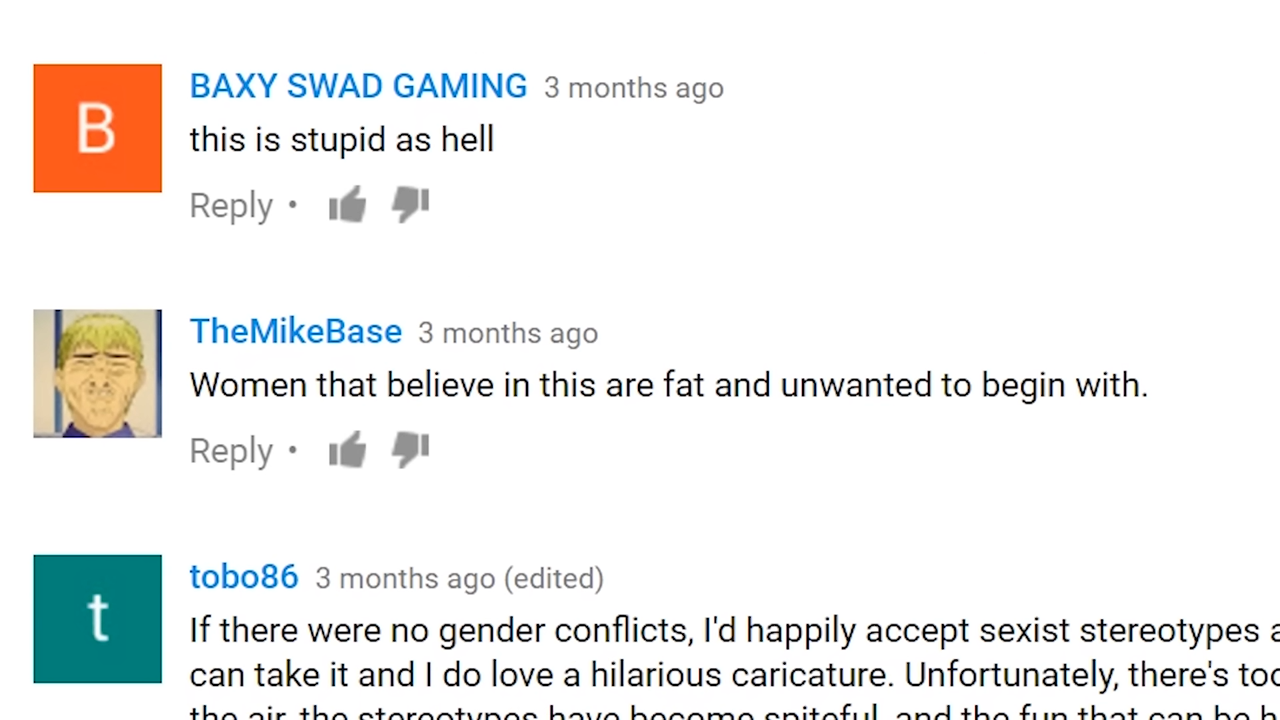 B
BAXY SWAD GAMING 3 months ago
this is stupid as hell
Reply •
TheMikeBase 3 months ago
Women that believe in this are fat and unwanted to begin with.
Reply •
t
tobo86 3 months ago (edited)
If there were no gender conflicts, I'd happily accept sexist stereotypes
can take it and I do love a hilarious caricature. Unfortunately, there's
the air, the stereotypes have become spiteful, and the fun that can be